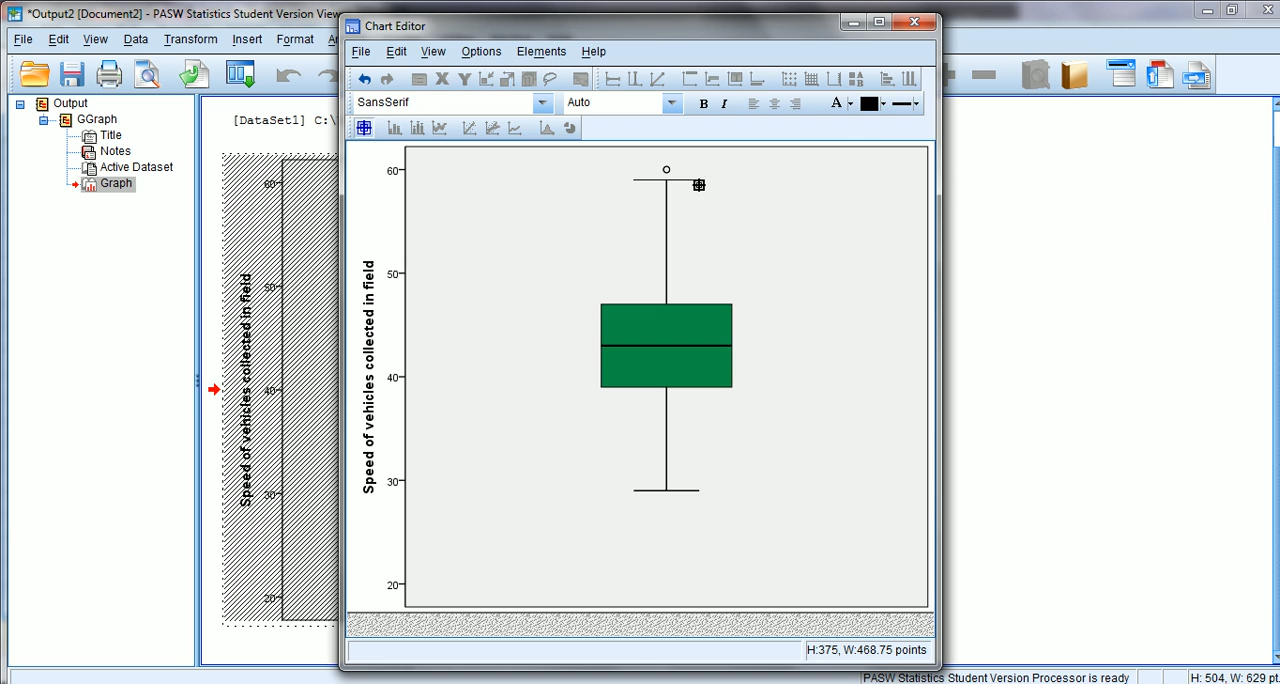 *Output2 [Document2] - PASW Statistics Student Version View
File Edit View Data Transform Insert Format
Output
GGraph
Title
Notes
Active Dataset
Graph
[DataSet1] C:\
60
50
40
30
20
Speed of vehicles collected in field
Chart Editor
File Edit View Options Elements Help
X Y
SansSerif Auto B I A
60
50
40
30
20
Speed of vehicles collected in field
H:375, W:468.75 points
PASW Statistics Student Version Processor is ready H: 504, W: 629 pt.